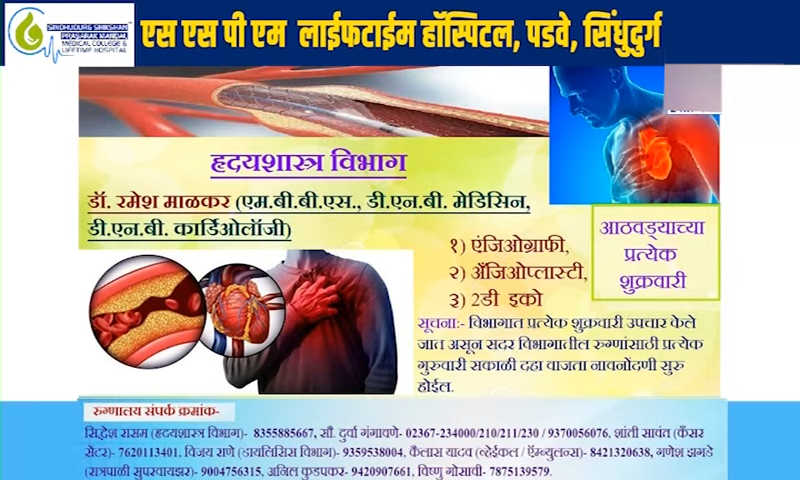 SINDHUDURG SHIKSHAN
PRASARAK MANDAL
MEDICAL COLLEGE &
LIFETIME HOSPITAL
एस एस पी एम लाईफटाईम हॉस्पिटल, पडवे, सिंधुदुर्ग
हृदयशास्त्र विभाग
डॉ. रमेश माळकर (एम.बी.बी.एस., डी.एन.बी. मेडिसिन,
डी.एन.बी. कार्डिओलॉजी)
आठवड्याच्या
प्रत्येक
शुक्रवारी
१) एंजिओग्राफी,
२) अँजिओप्लास्टी,
३) 2डी इको
सूचना:- विभागात प्रत्येक शुक्रवारी उपचार केले
जात असून सदर विभागातील रुग्णांसाठी प्रत्येक
गुरुवारी सकाळी दहा वाजता नावनोंदणी सुरु
होईल.
रुग्णालय संपर्क क्रमांक-
सिद्धेश रासम (हृदयशास्त्र विभाग)- 8355885667, सौ. दुर्वा गंगावणे- 02367-234000/210/211/230 / 9370056076, शांती सावंत (कॅंसर
सेंटर)- 7620113401, विजय राणे (डायलिसिस विभाग)- 9359538004, कैलास यादव (व्हेईकल / ऍम्ब्युलन्स)- 8421320638, गणेश झगडे
(रात्रपाळी सुपरवायझर)- 9004756315, अनिल कुडपकर- 9420907661, विष्णु गोसावी- 7875139579.